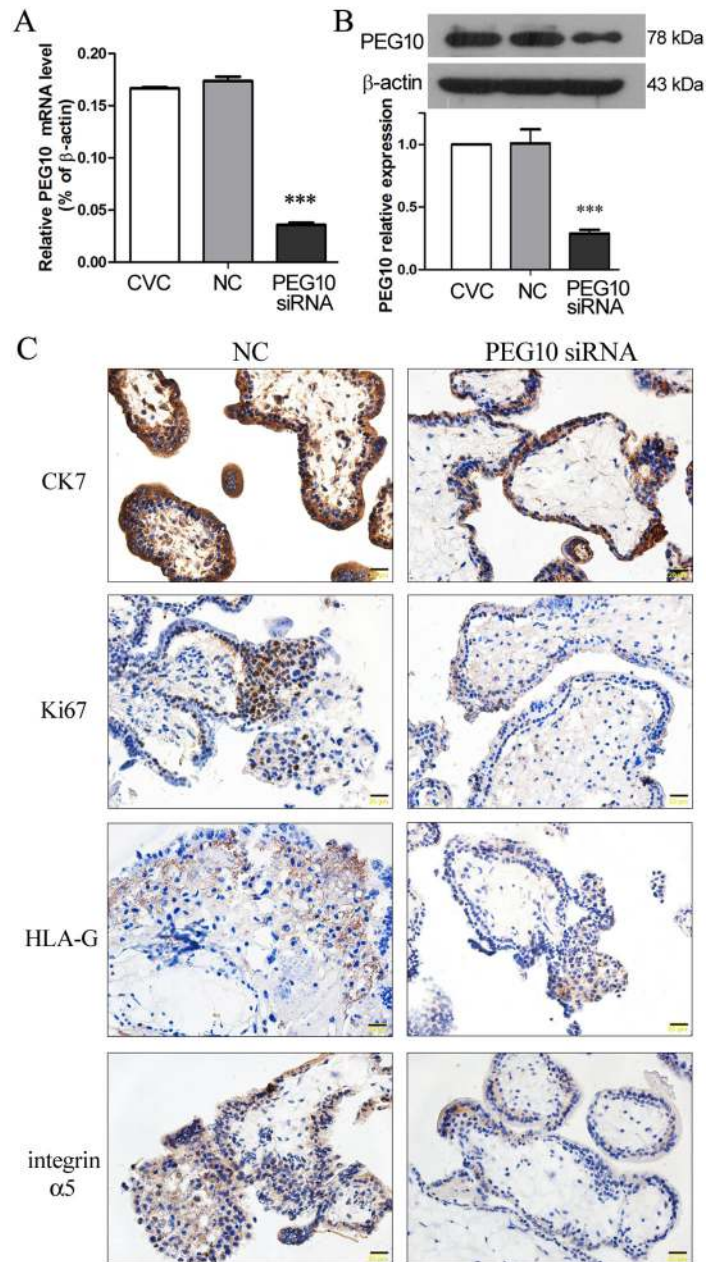 A
Relative PEG10 mRNA level
(% of β-actin)
0.20
0.15
0.10
0.05
0.00
***
CVC
NC
PEG10
siRNA
B
PEG10
78 kDa
β-actin
43 kDa
PEG10 relative expression
1.0
0.5
0.0
***
CVC
NC
PEG10
siRNA
C
NC
PEG10 siRNA
CK7
Ki67
HLA-G
integrin
α5